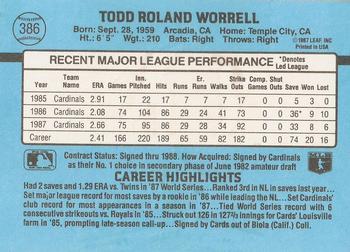 386
TODD ROLAND WORRELL
Born: Sept. 28, 1959 Arcadia, CA Home: Temple City, CA
Ht: 6' 5" Wgt: 210 Bats: Right Throws: Right
©1987 LEAF, INC
Printed in USA
RECENT MAJOR LEAGUE PERFORMANCE *Denotes Led League
Year Team Name ERA Games Inn. Pitched Hits Runs Er. Runs Walks Strike Outs Comp. Games Shut Outs Saves Won Lost
1985 Cardinals 2.91 17 22 17 7 7 7 17 0 0 5 3 0
1986 Cardinals 2.08 74 104 86 29 24 41 73 0 0 36* 9 10
1987 Cardinals 2.66 75 95 86 29 28 34 92 0 0 33 8 6
Career 2.41 166 221 189 65 59 82 182 0 0 74 20 16
Contract Status: Signed thru 1988. How Acquired: Signed by Cardinals
as their No. 1 choice in secondary phase of June 1982 amateur draft
CAREER HIGHLIGHTS
Had 2 saves and 1.29 ERA vs. Twins in '87 World Series...Ranked 3rd in NL in saves last year...
Set major league record for most saves by a rookie in '86 while leading the NL...Set Cardinals'
club record for most appearances in a season in '87...Tied World Series record with 6
consecutive strikeouts vs. Royals in '85...Struck out 126 in 127⅔ innings for Cards' Louisville
farm in '85, prompting late-season call-up...Signed by Cards out of Biola (Calif.) Col.